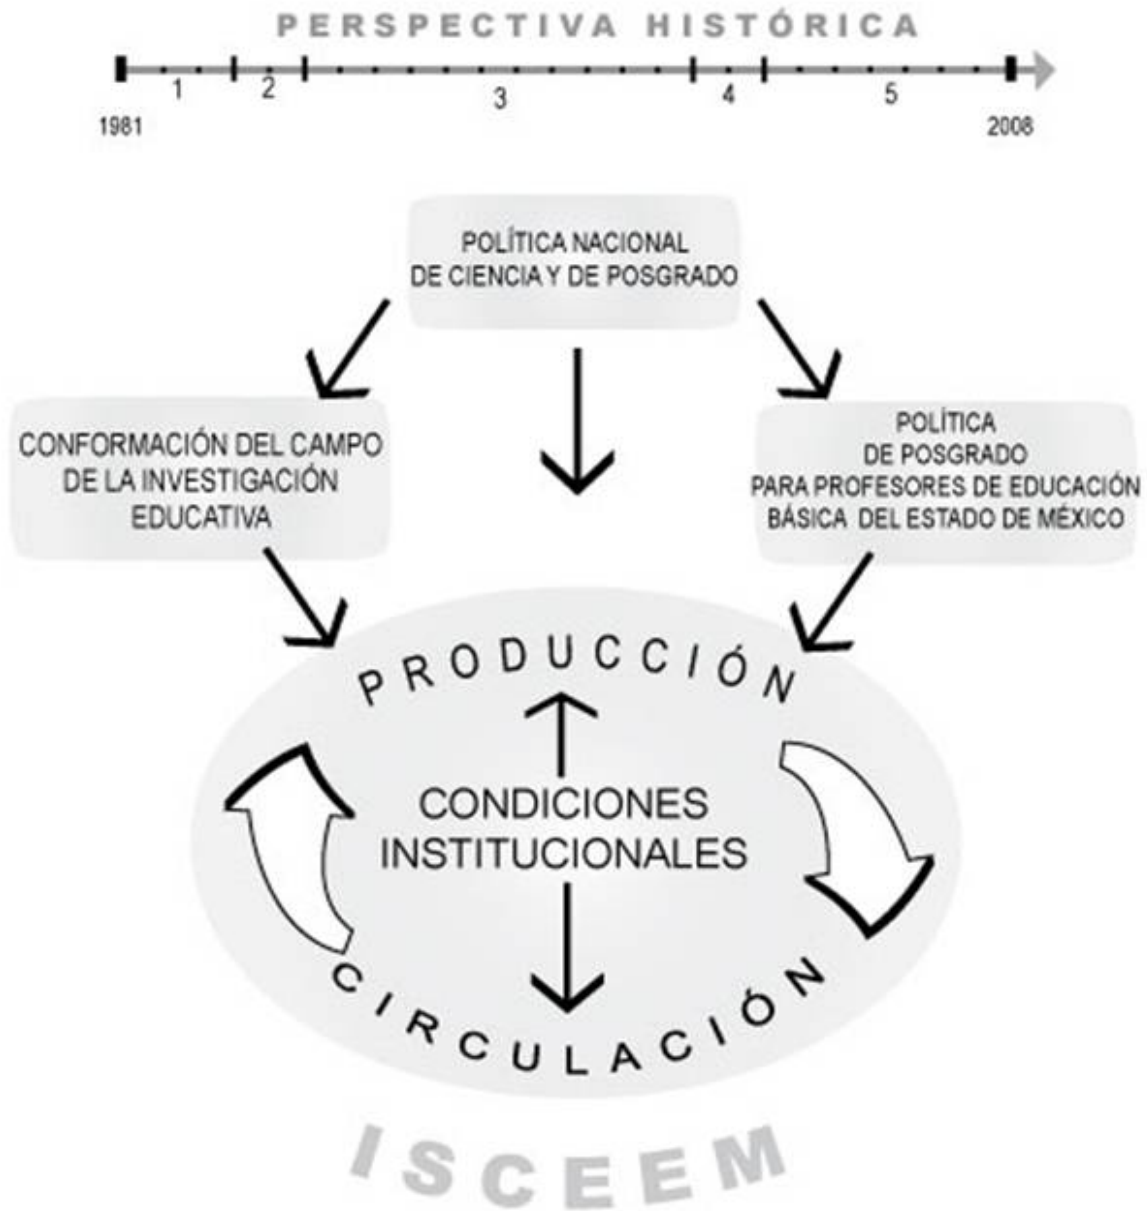 PERSPECTIVA HISTÓRICA
1 2 3 4 5
1981 2008
POLÍTICA NACIONAL
DE CIENCIA Y DE POSGRADO
CONFORMACIÓN DEL CAMPO
DE LA INVESTIGACIÓN
EDUCATIVA
POLÍTICA
DE POSGRADO
PARA PROFESORES DE EDUCACIÓN
BÁSICA DEL ESTADO DE MÉXICO
PRODUCCIÓN
CONDICIONES
INSTITUCIONALES
CIRCULACIÓN
ISCEEM